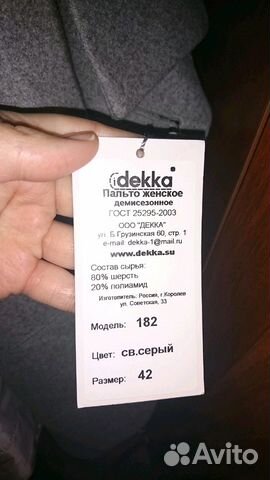 dekka
Пальто женское
демисезонное
ГОСТ 25295-2003
ООО "ДЕККА"
ул. Б.Грузинская 60, стр. 1
e-mail: dekka-1@mail.ru
www.dekka.su
Состав сырья:
80% шерсть
20% полиамид
Изготовитель: Россия, г.Королев
ул. Советская, 33
Модель: 182
Цвет: св.серый
Размер: 42
Avito